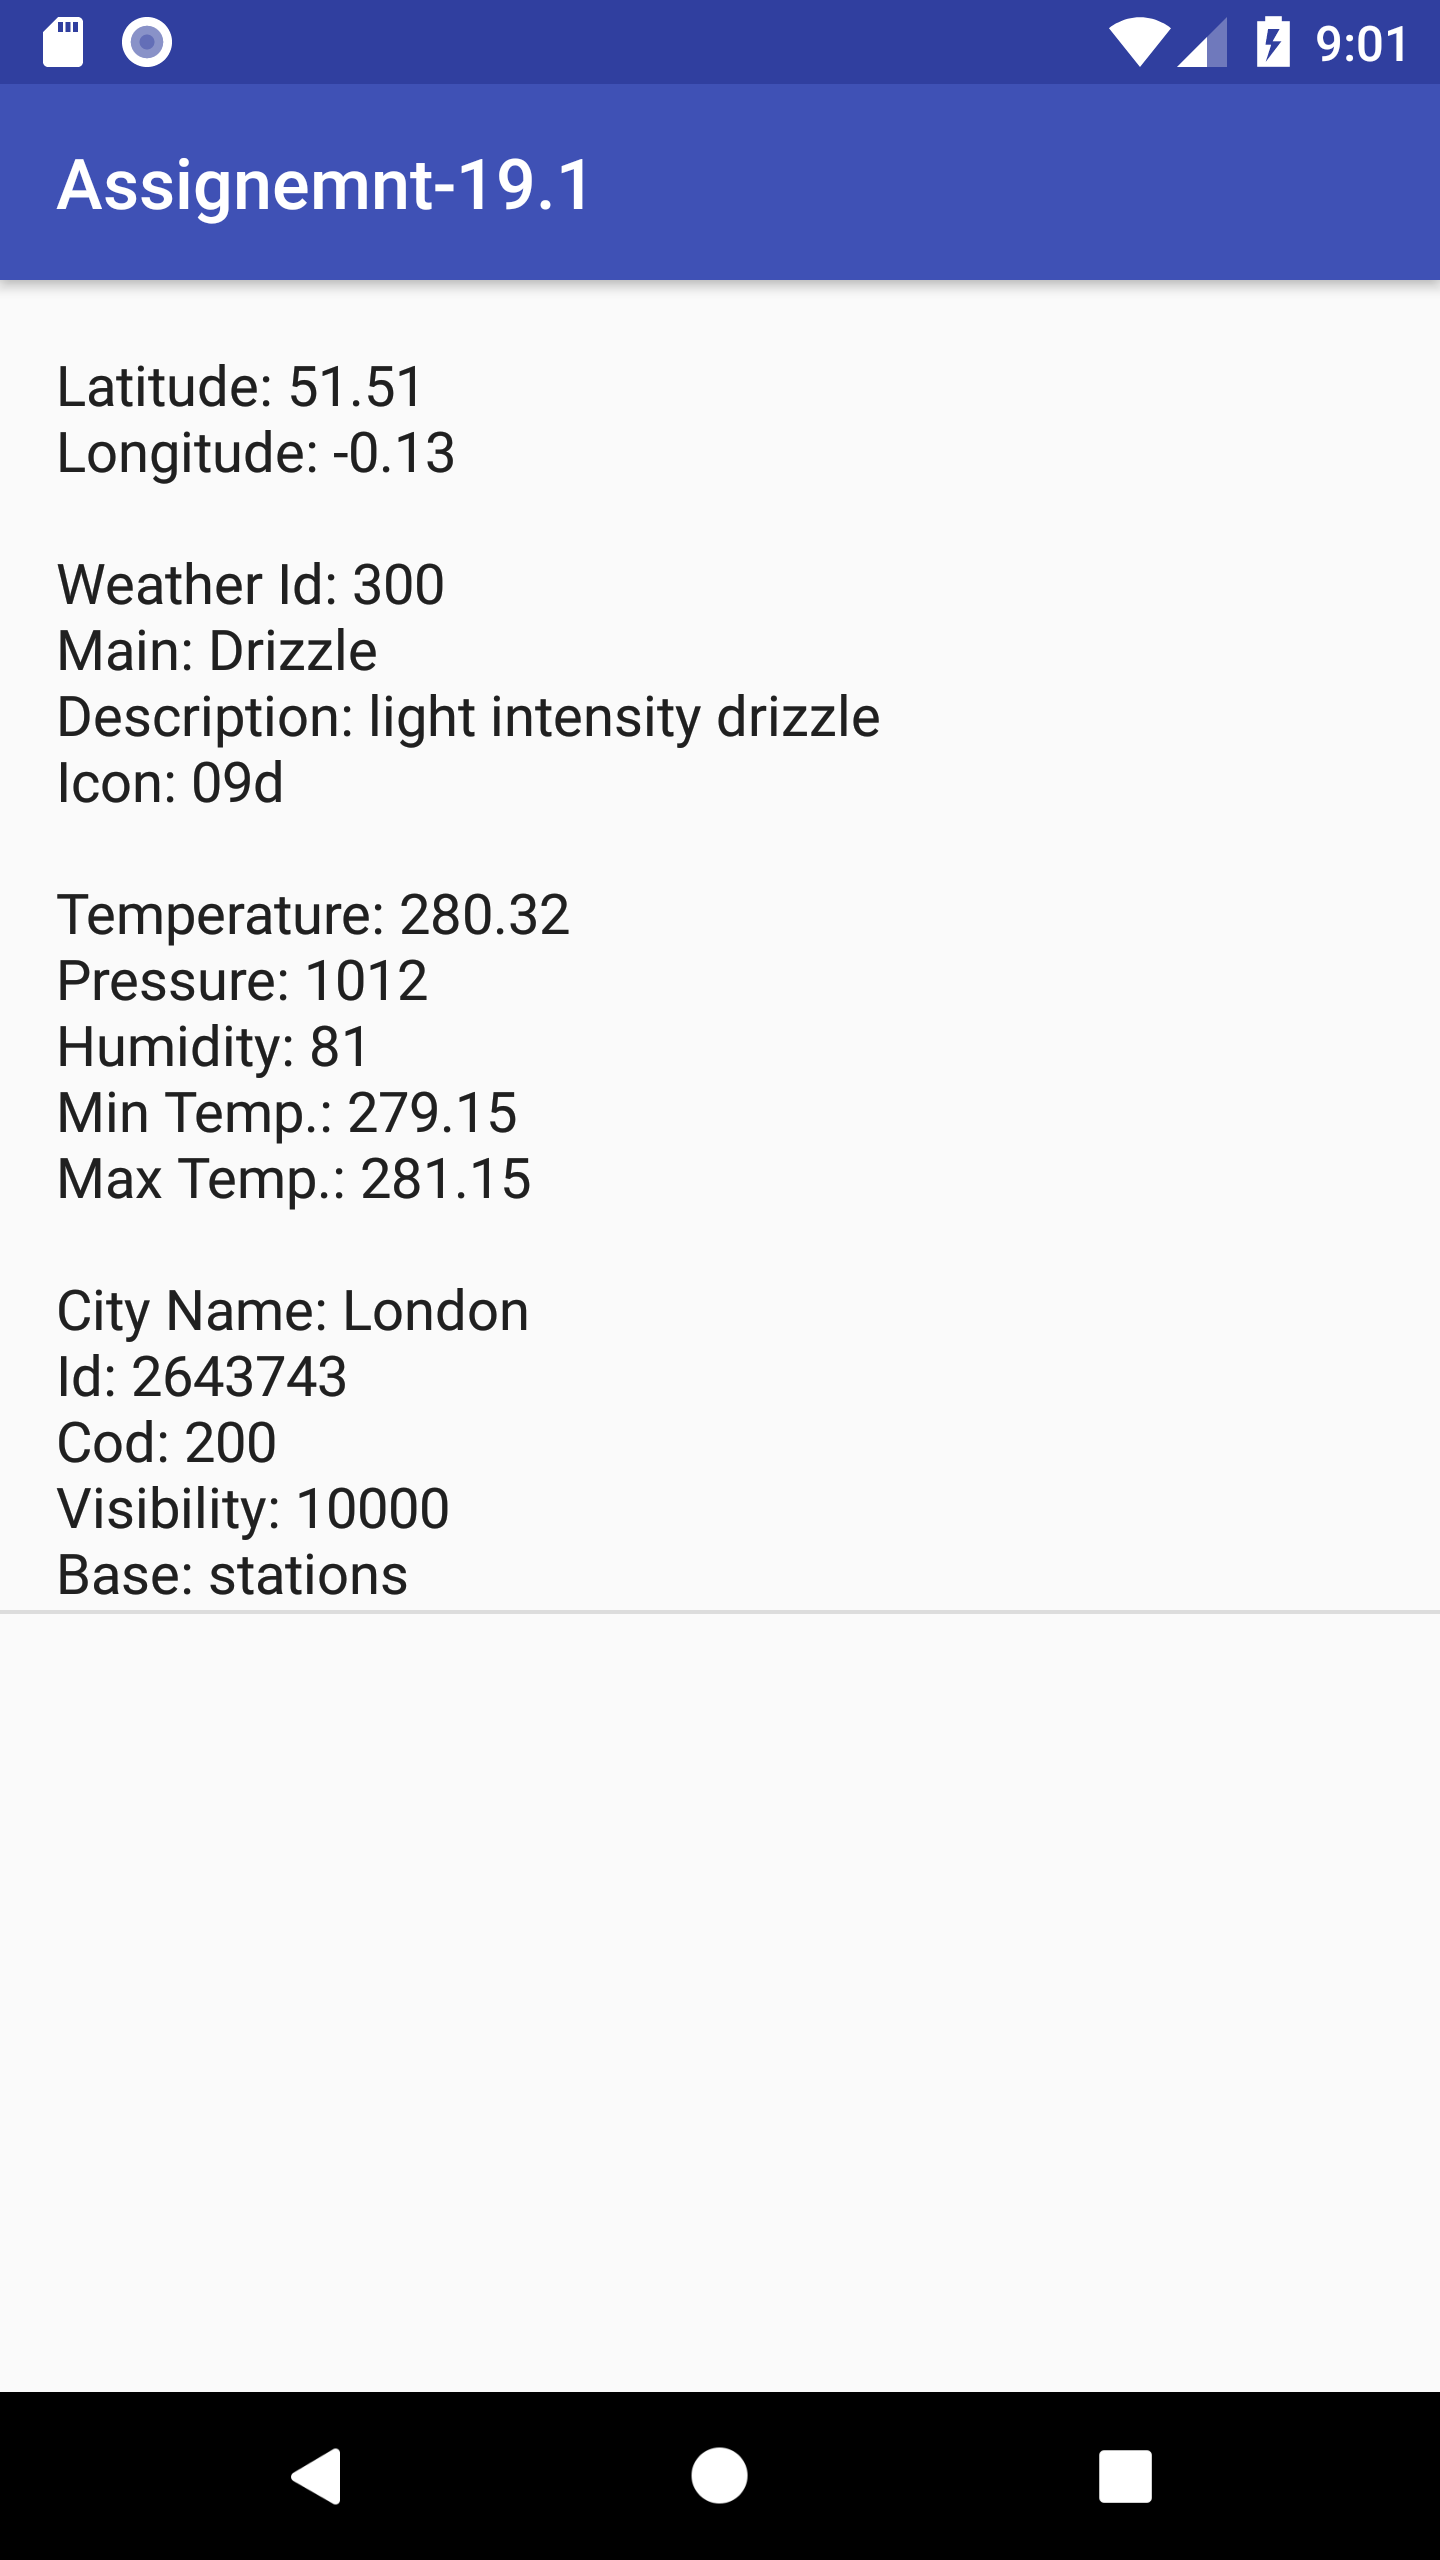 9:01
Assignemnt-19.1
Latitude: 51.51
Longitude: -0.13
Weather Id: 300
Main: Drizzle
Description: light intensity drizzle
Icon: 09d
Temperature: 280.32
Pressure: 1012
Humidity: 81
Min Temp.: 279.15
Max Temp.: 281.15
City Name: London
Id: 2643743
Cod: 200
Visibility: 10000
Base: stations